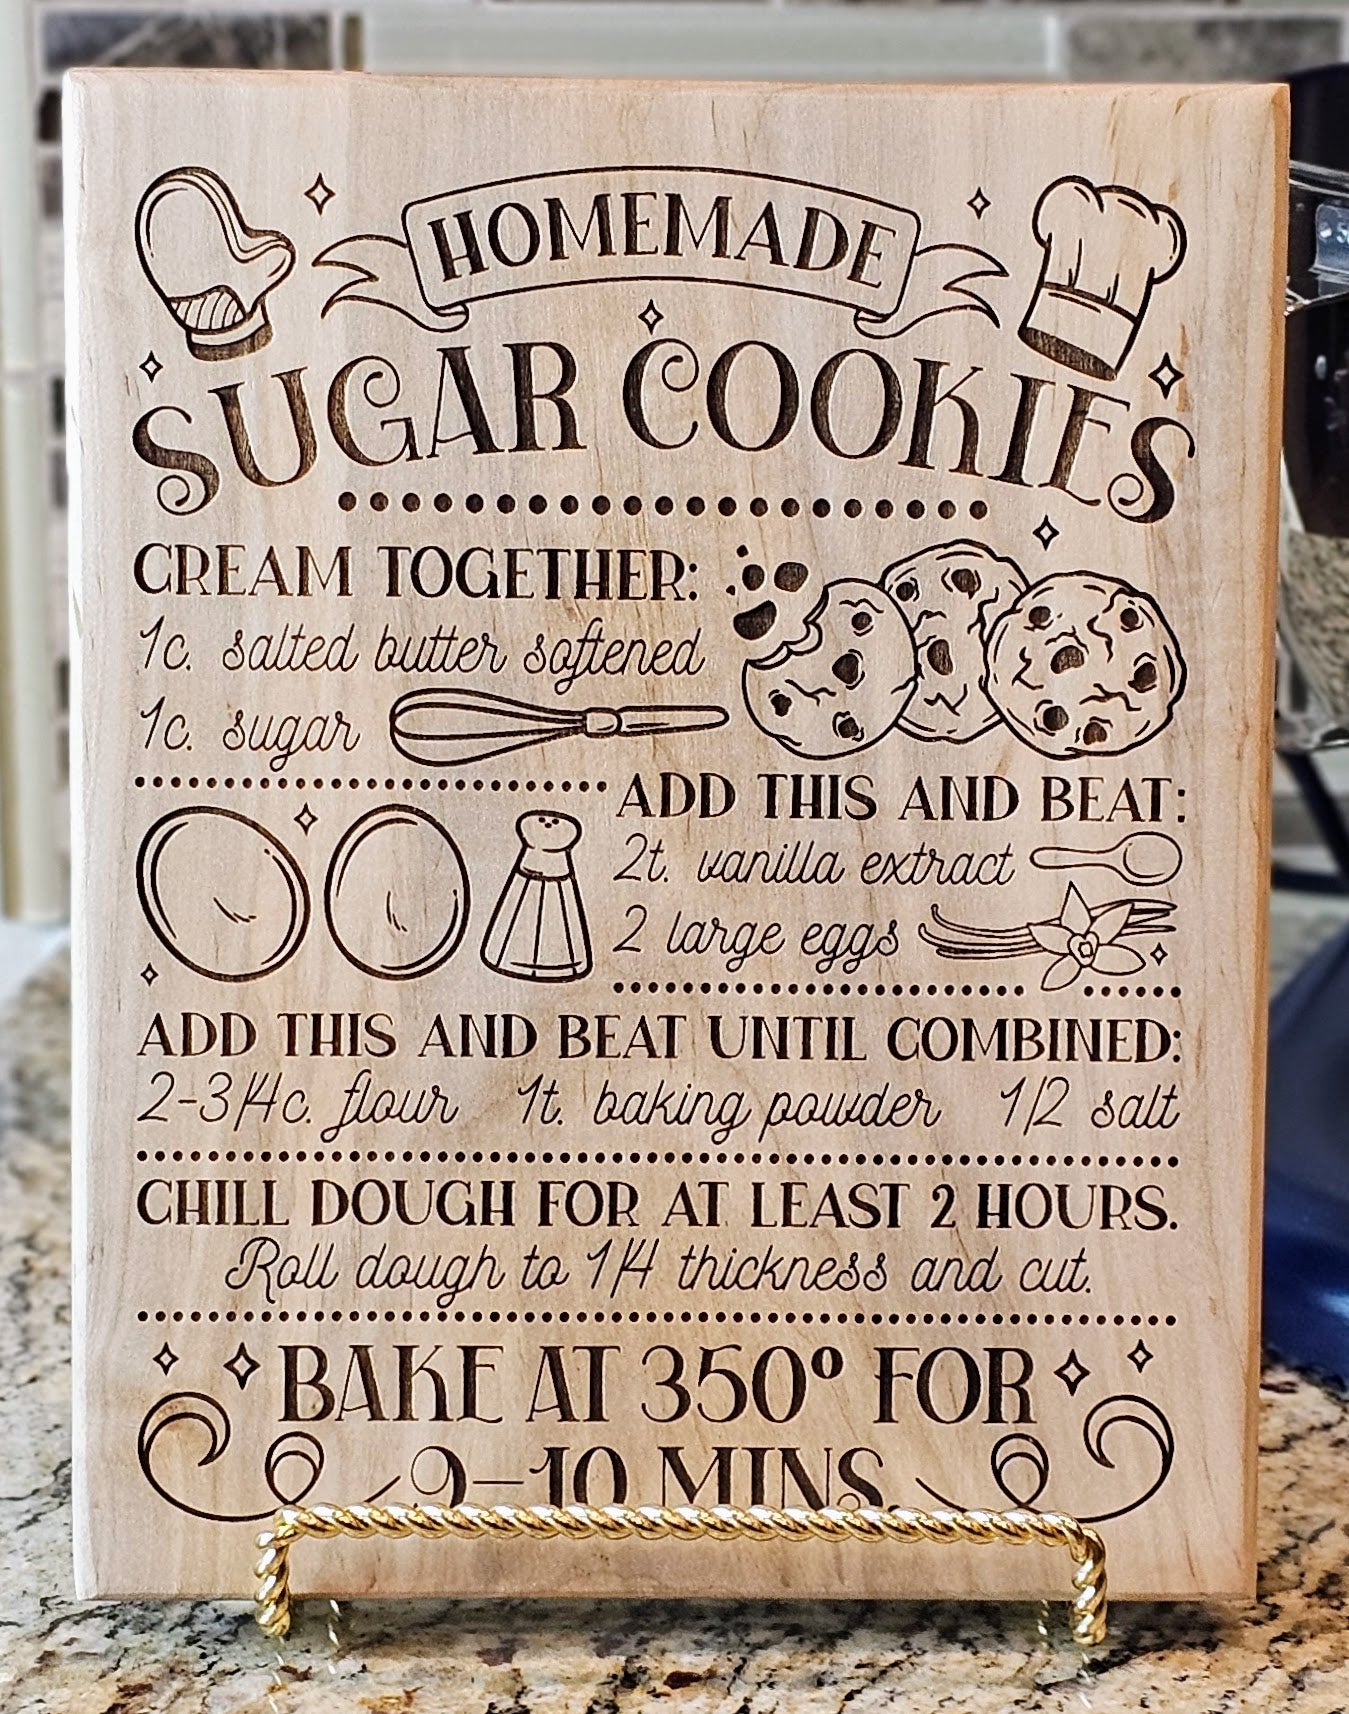 HOMEMADE
SUGAR COOKIES
CREAM TOGETHER:
1c. salted butter softened
1c. sugar
ADD THIS AND BEAT:
2t. vanilla extract
2 large eggs
ADD THIS AND BEAT UNTIL COMBINED:
2-3/4c. flour 1t. baking powder 1/2 salt
CHILL DOUGH FOR AT LEAST 2 HOURS.
Roll dough to 1/4 thickness and cut.
BAKE AT 350° FOR
9-10 MINS.